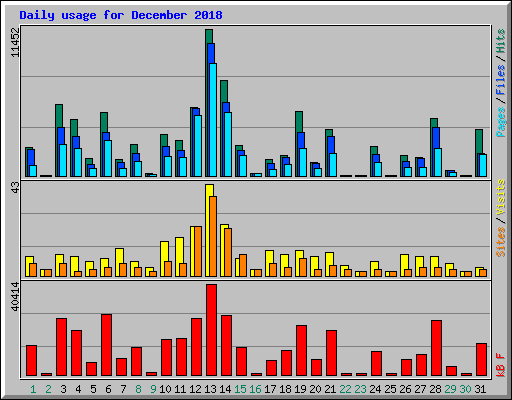 Daily usage for December 2018
11452
Pages / Files / Hits
43
Sites / Visits
40414
kB F
1 2 3 4 5 6 7 8 9 10 11 12 13 14 15 16 17 18 19 20 21 22 23 24 25 26 27 28 29 30 31